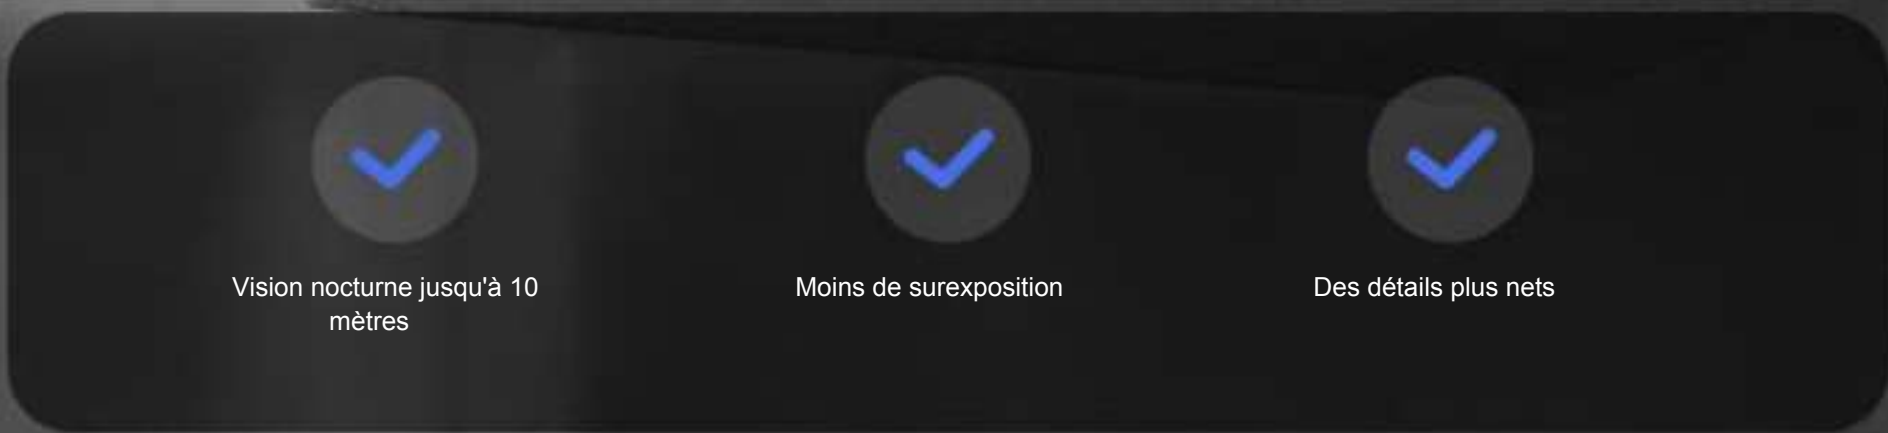 Vision nocturne jusqu'à 10
mètres
Moins de surexposition
Des détails plus nets